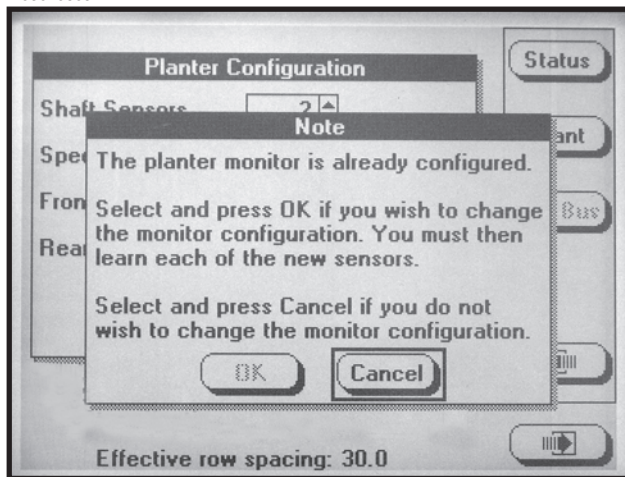 Planter Configuration
Status
Shaft Sensors 2
Note
The planter monitor is already configured.
Select and press OK if you wish to change
the monitor configuration. You must then
learn each of the new sensors.
Select and press Cancel if you do not
wish to change the monitor configuration.
OK Cancel
Bus
Effective row spacing: 30.0